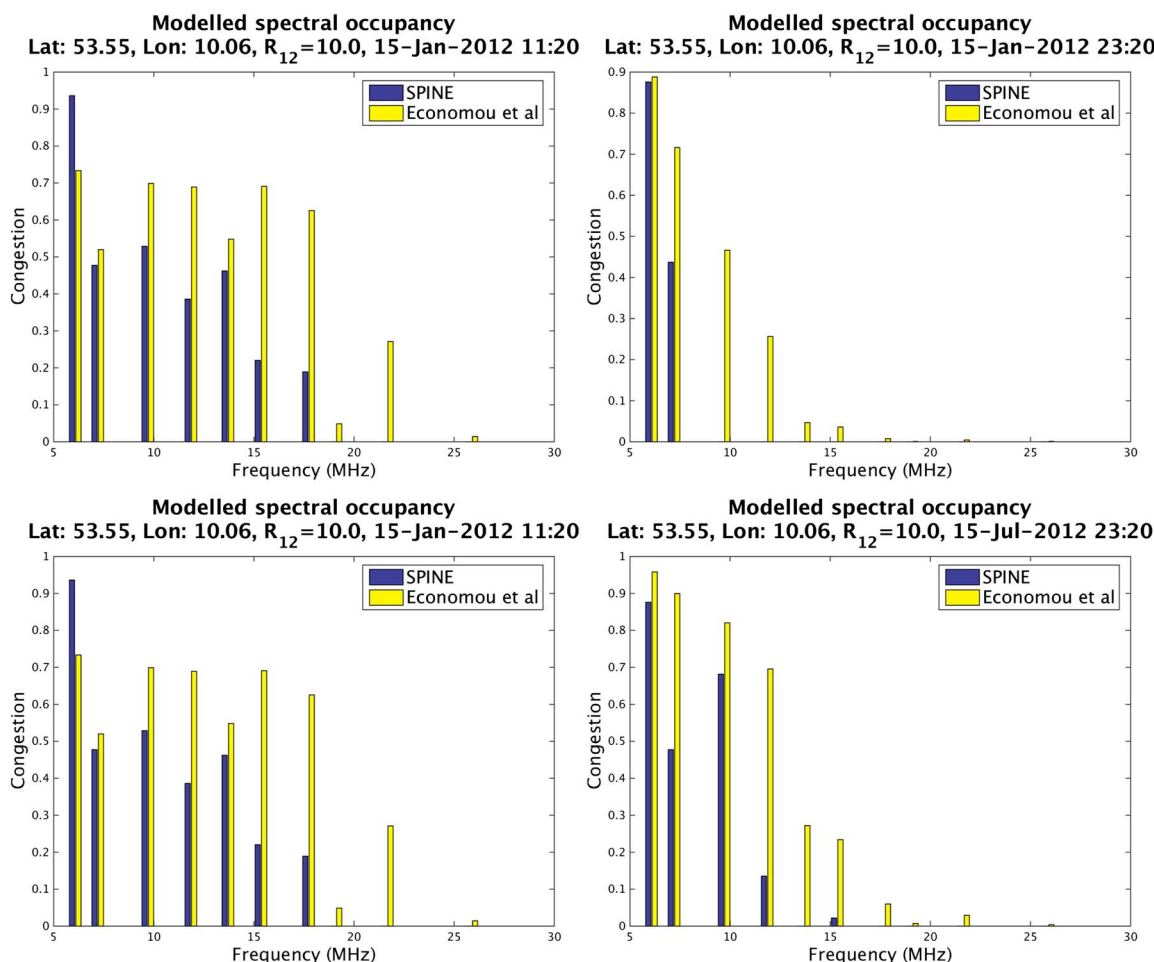 Modelled spectral occupancy
Lat: 53.55, Lon: 10.06, R12=10.0, 15-Jan-2012 11:20
1
0.9
0.8
0.7
0.6
0.5
0.4
0.3
0.2
0.1
0
Congestion
SPINE
Economou et al
5 10 15 20 25 30
Frequency (MHz)
Modelled spectral occupancy
Lat: 53.55, Lon: 10.06, R12=10.0, 15-Jan-2012 23:20
0.9
0.8
0.7
0.6
0.5
0.4
0.3
0.2
0.1
0
Congestion
SPINE
Economou et al
5 10 15 20 25 30
Frequency (MHz)
Modelled spectral occupancy
Lat: 53.55, Lon: 10.06, R12=10.0, 15-Jan-2012 11:20
1
0.9
0.8
0.7
0.6
0.5
0.4
0.3
0.2
0.1
0
Congestion
SPINE
Economou et al
5 10 15 20 25 30
Frequency (MHz)
Modelled spectral occupancy
Lat: 53.55, Lon: 10.06, R12=10.0, 15-Jul-2012 23:20
1
0.9
0.8
0.7
0.6
0.5
0.4
0.3
0.2
0.1
0
Congestion
SPINE
Economou et al
5 10 15 20 25 30
Frequency (MHz)